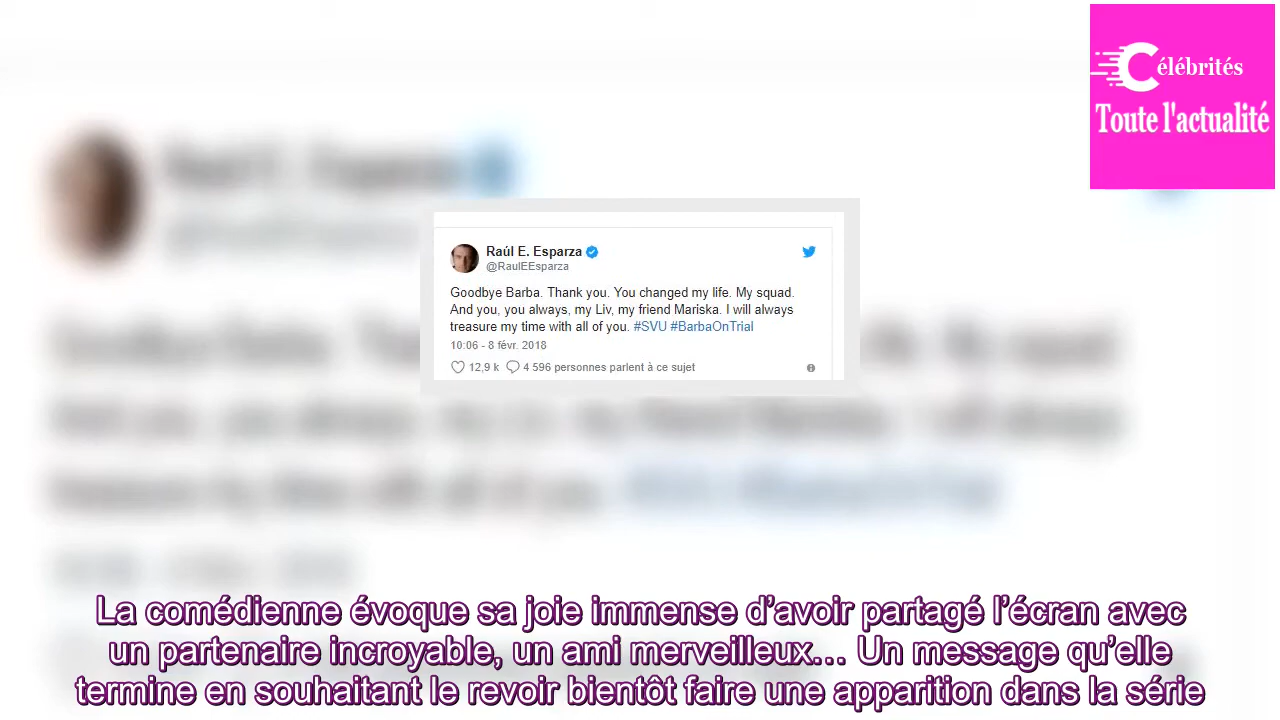 Célébrités
Toute l'actualité
Raúl E. Esparza
@RaulEEsparza
Goodbye Barba. Thank you. You changed my life. My squad.
And you, you always, my Liv, my friend Mariska. I will always
treasure my time with all of you. #SVU #BarbaOnTrial
10:06 - 8 févr. 2018
12,9 k 4 596 personnes parlent à ce sujet
La comédienne évoque sa joie immense d’avoir partagé l’écran avec
un partenaire incroyable, un ami merveilleux… Un message qu’elle
termine en souhaitant le revoir bientôt faire une apparition dans la série